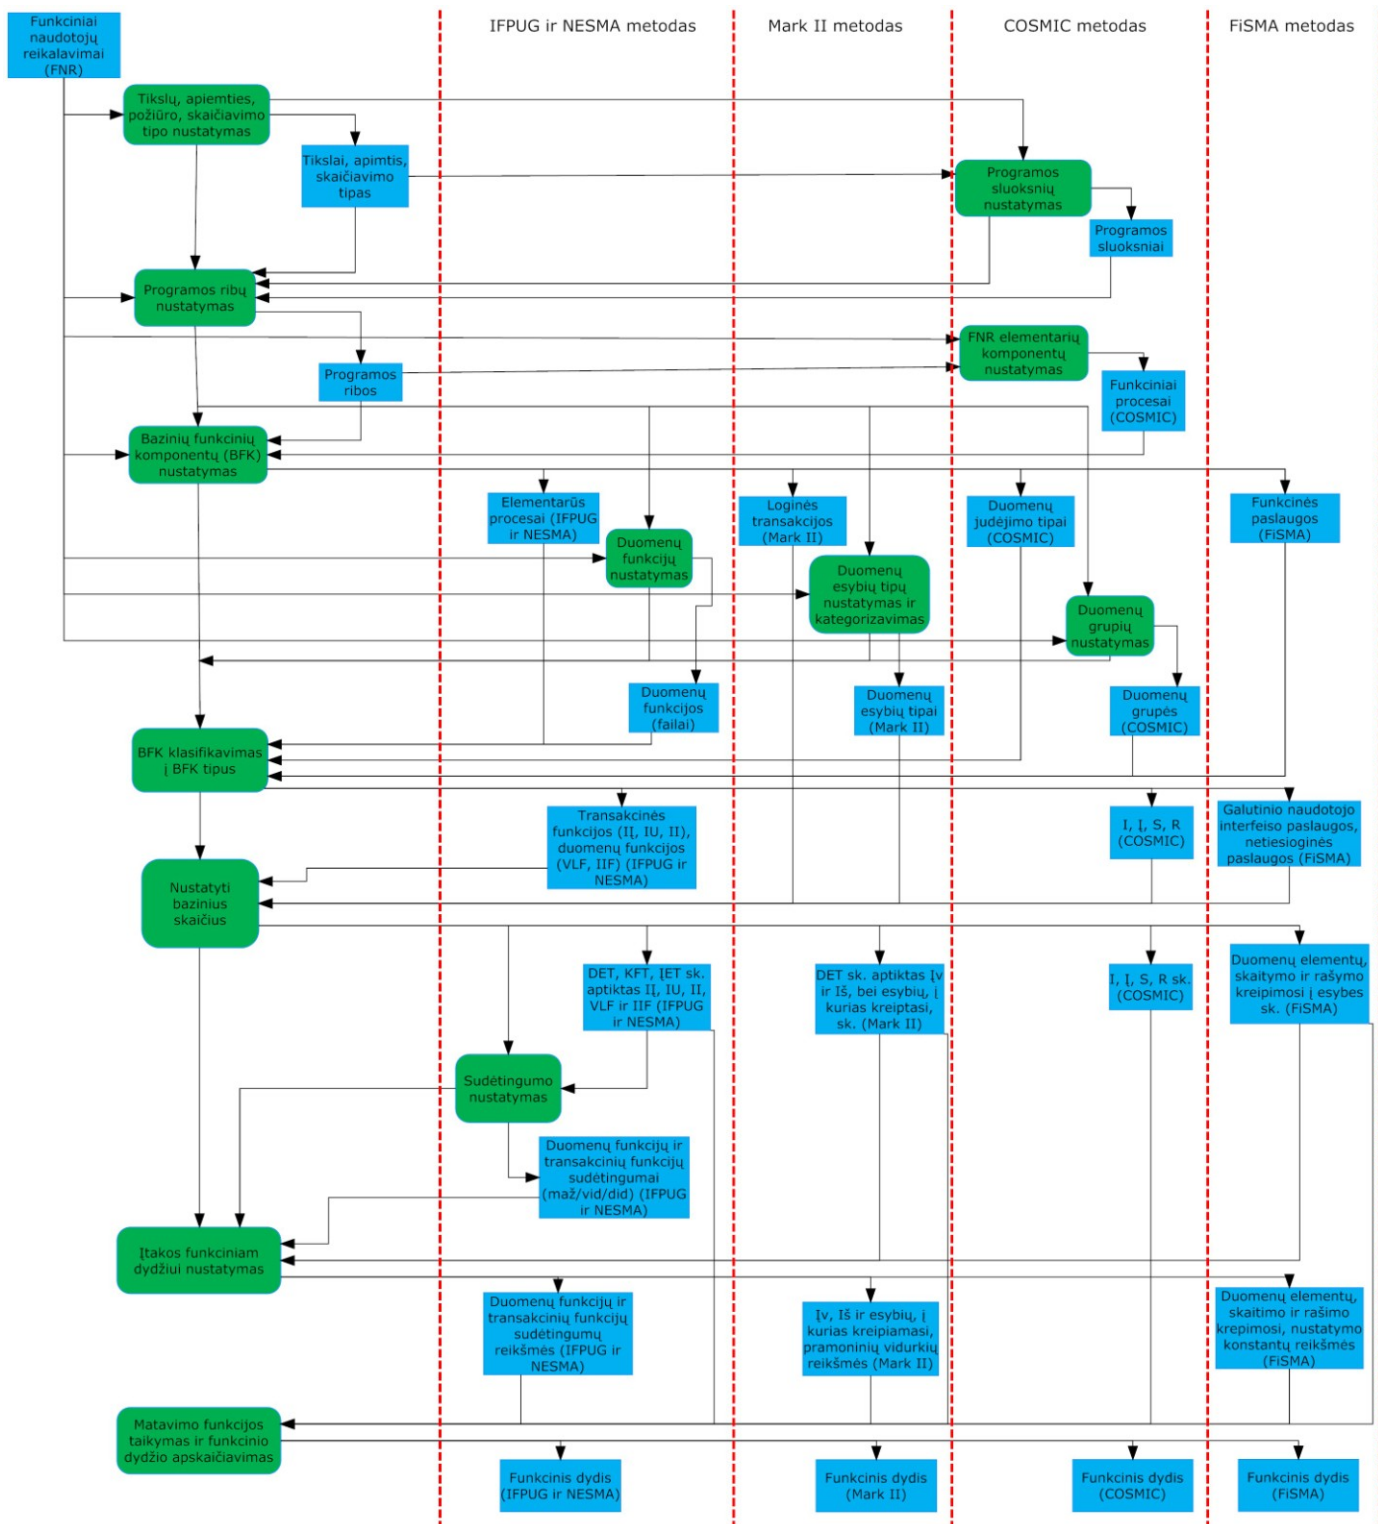 IFPUG ir NESMA metodas
Mark II metodas
COSMIC metodas
FiSMA metodas
Funkciniai
naudotojų
reikalavimai
(FNR)
Tikslų, apiemties,
požiūro, skaičiavimo
tipo nustatymas
Tikslai, apimtis,
skaičiavimo
tipas
Programos
sluoksnių
nustatymas
Programos
sluoksniai
Programos ribų
nustatymas
Programos
ribos
FNR elementarių
komponentų
nustatymas
Funkciniai
procesai
(COSMIC)
Bazinių funkcinių
komponentų (BFK)
nustatymas
Elementarūs
procesai (IFPUG
ir NESMA)
Loginės
transakcijos
(Mark II)
Duomenų
judėjimo tipai
(COSMIC)
Funkcinės
paslaugos
(FiSMA)
Duomenų
funkcijų
nustatymas
Duomenų
esybių tipų
nustatymas ir
kategorizavimas
Duomenų
grupių
nustatymas
Duomenų
funkcijos
(failai)
Duomenų
esybių tipai
(Mark II)
Duomenų
grupės
(COSMIC)
BFK klasifikavimas
į BFK tipus
Transakcinės
funkcijos (IĮ, IU, II),
duomenų funkcijos
(VLF, IIF) (IFPUG ir
NESMA)
I, Į, S, R
(COSMIC)
Galutinio naudotojo
interfeiso paslaugos,
netiesioginės
paslaugos (FiSMA)
Nustatyti
bazinius
skaičius
DET, KFT, ĮET sk.
aptiktas IĮ, IU, II,
VLF ir IIF (IFPUG
ir NESMA)
DET sk. aptiktas Įv
ir Iš, bei esybių, į
kurias kreiptasi,
sk. (Mark II)
I, Į, S, R sk.
(COSMIC)
Duomenų elementų,
skaitymo ir rašymo
kreipimosi į esybes
sk. (FiSMA)
Sudėtingumo
nustatymas
Duomenų funkcijų ir
transakcinių funkcijų
sudėtingumai
(maž/vid/did) (IFPUG
ir NESMA)
Įtakos funkciniam
dydžiui nustatymas
Duomenų funkcijų ir
transakcinių funkcijų
sudėtingumų
reikšmės (IFPUG ir
NESMA)
Įv, Iš ir esybių, į
kurias kreipiamasi,
pramoninių vidurkių
reikšmės (Mark II)
Duomenų elementų,
skaitimo ir rašimo
krepimosi, nustatymo
konstantų reikšmės
(FiSMA)
Matavimo funkcijos
taikymas ir funkcinio
dydžio apskaičiavimas
Funkcinis dydis
(IFPUG ir NESMA)
Funkcinis dydis
(Mark II)
Funkcinis dydis
(COSMIC)
Funkcinis dydis
(FiSMA)